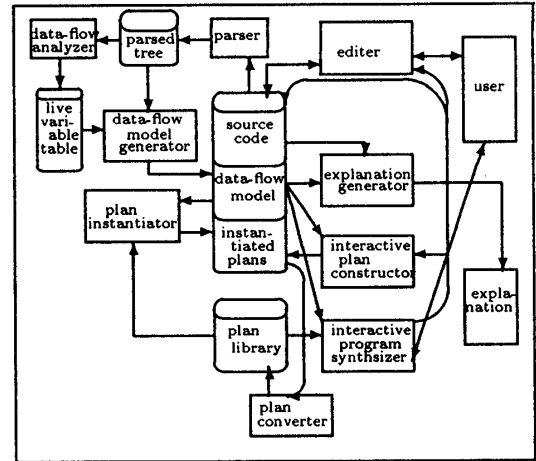 data-flow
analyzer
parsed
tree
parser
editer
user
live
vari-
able
table
data-flow
model
generator
source
code
data-flow
model
instan-
tiated
plans
plan
instantiator
explanation
generator
interactive
plan
constructor
expla-
nation
plan
library
interactive
program
synthsizer
plan
converter